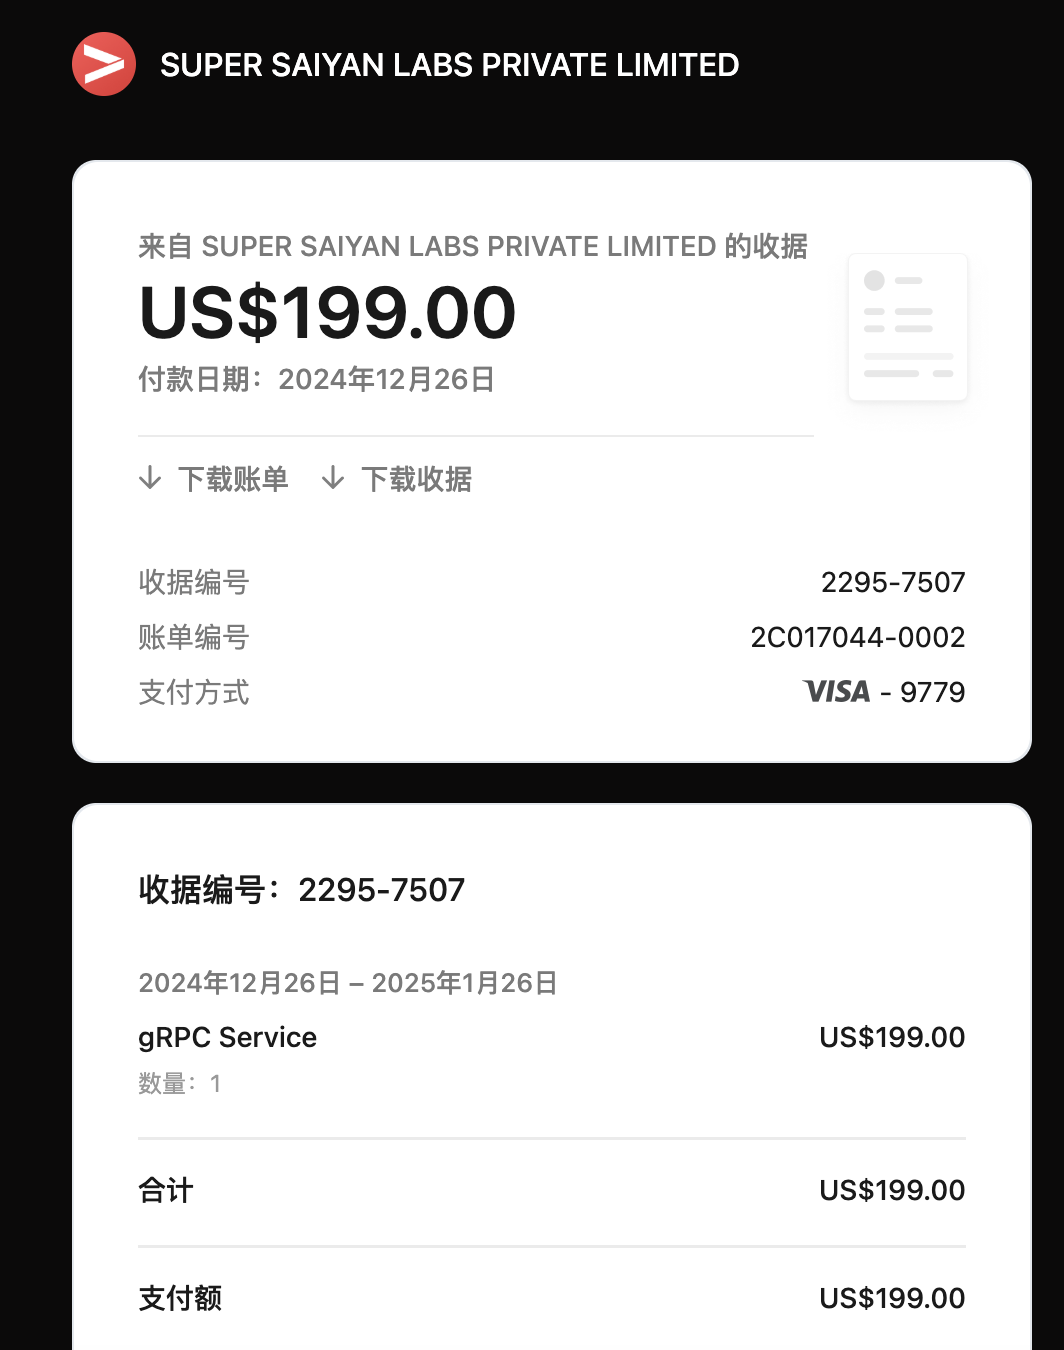 SUPER SAIYAN LABS PRIVATE LIMITED
来自 SUPER SAIYAN LABS PRIVATE LIMITED 的收据
US$199.00
付款日期：2024年12月26日
下载账单 下载收据
收据编号 2295-7507
账单编号 2C017044-0002
支付方式 VISA - 9779
收据编号：2295-7507
2024年12月26日 – 2025年1月26日
gRPC Service US$199.00
数量：1
合计 US$199.00
支付额 US$199.00